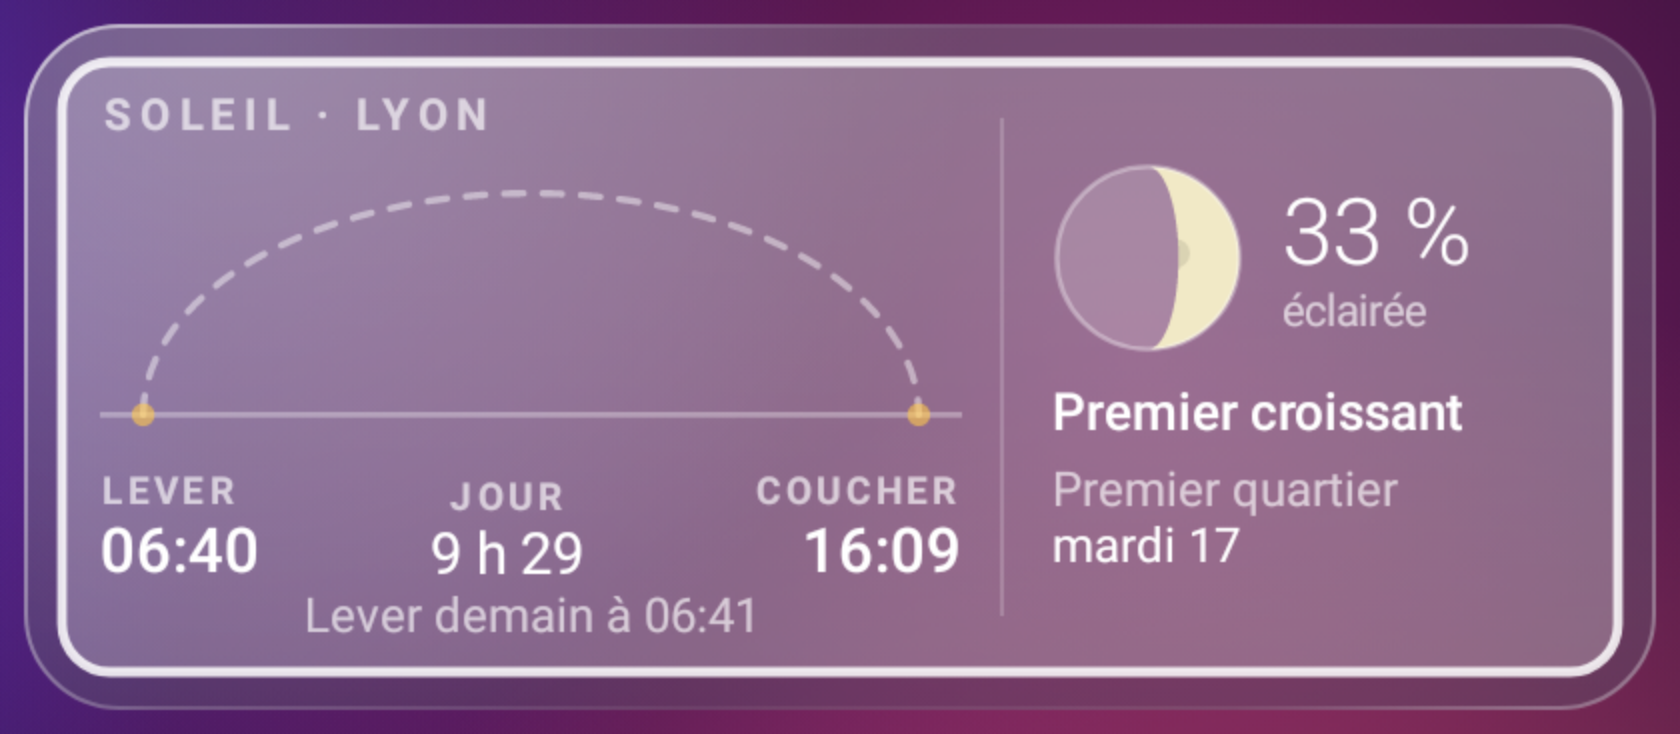 SOLEIL · LYON
LEVER
06:40
JOUR
9 h 29
COUCHER
16:09
Lever demain à 06:41
33 %
éclairée
Premier croissant
Premier quartier
mardi 17